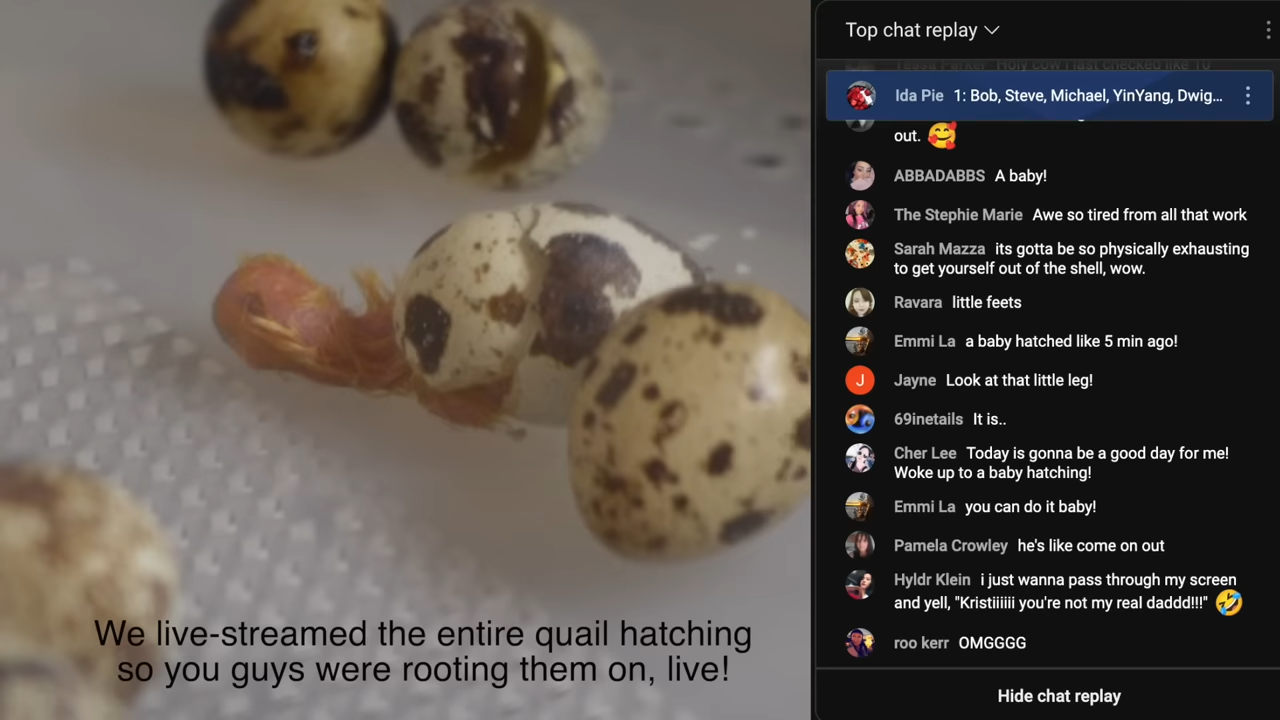 Top chat replay
Ida Pie 1: Bob, Steve, Michael, YinYang, Dwig...
out.
ABBADABBS A baby!
The Stephie Marie Awe so tired from all that work
Sarah Mazza its gotta be so physically exhausting
to get yourself out of the shell, wow.
Ravara little feets
Emmi La a baby hatched like 5 min ago!
J
Jayne Look at that little leg!
69inetails It is..
Cher Lee Today is gonna be a good day for me!
Woke up to a baby hatching!
Emmi La you can do it baby!
Pamela Crowley he's like come on out
Hyldr Klein i just wanna pass through my screen
and yell, "Kristiiiiii you're not my real daddd!!!" 🤣
roo kerr OMGGGG
Hide chat replay
We live-streamed the entire quail hatching
so you guys were rooting them on, live!